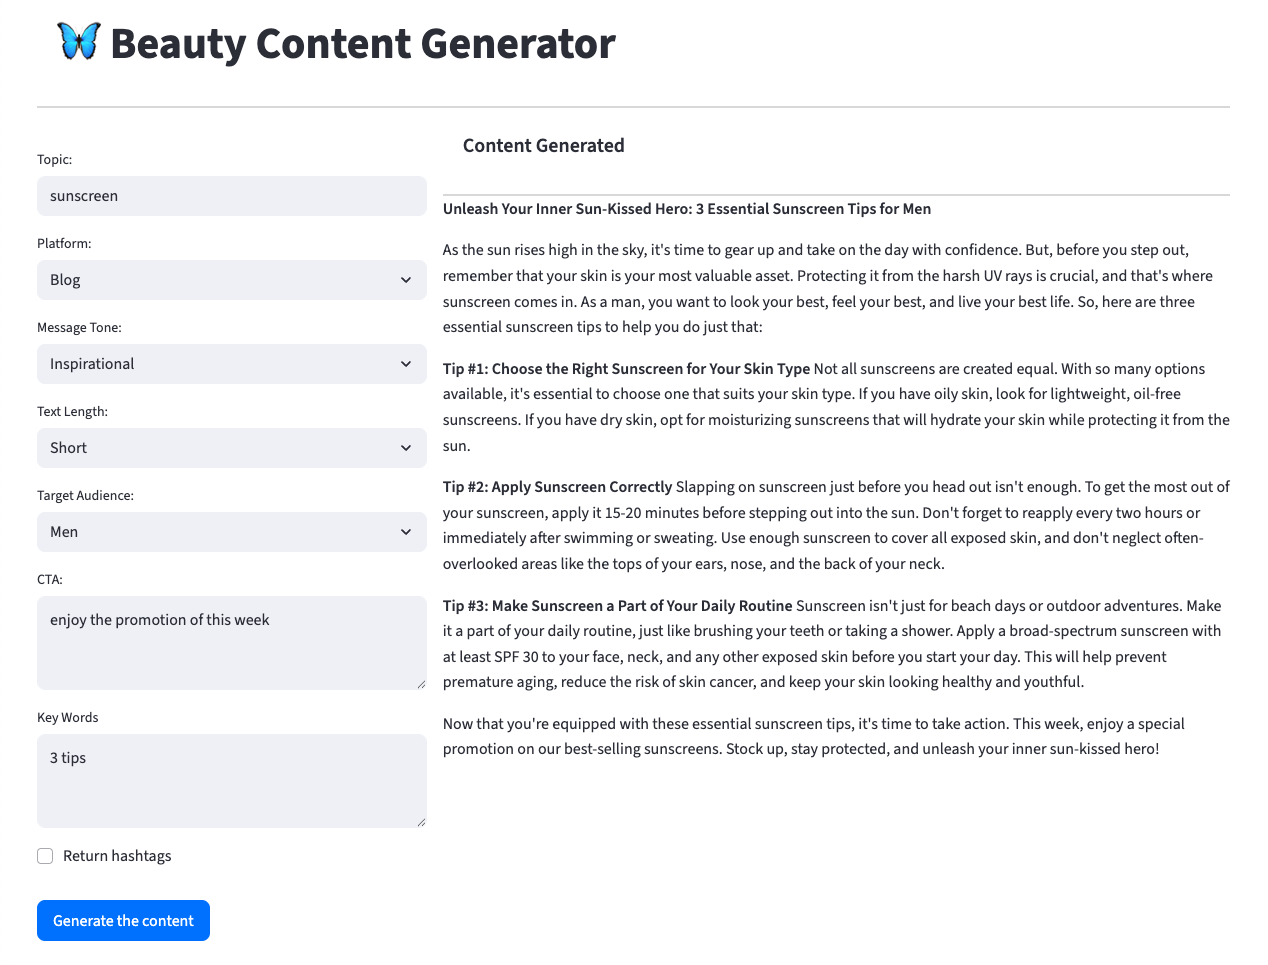 Beauty Content Generator
Topic:
sunscreen
Platform:
Blog
Message Tone:
Inspirational
Text Length:
Short
Target Audience:
Men
CTA:
enjoy the promotion of this week
Key Words
3 tips
Return hashtags
Generate the content
Content Generated
Unleash Your Inner Sun-Kissed Hero: 3 Essential Sunscreen Tips for Men
As the sun rises high in the sky, it's time to gear up and take on the day with confidence. But, before you step out,
remember that your skin is your most valuable asset. Protecting it from the harsh UV rays is crucial, and that's where
sunscreen comes in. As a man, you want to look your best, feel your best, and live your best life. So, here are three
essential sunscreen tips to help you do just that:
Tip #1: Choose the Right Sunscreen for Your Skin Type Not all sunscreens are created equal. With so many options
available, it's essential to choose one that suits your skin type. If you have oily skin, look for lightweight, oil-free
sunscreens. If you have dry skin, opt for moisturizing sunscreens that will hydrate your skin while protecting it from the
sun.
Tip #2: Apply Sunscreen Correctly Slapping on sunscreen just before you head out isn't enough. To get the most out of
your sunscreen, apply it 15-20 minutes before stepping out into the sun. Don't forget to reapply every two hours or
immediately after swimming or sweating. Use enough sunscreen to cover all exposed skin, and don't neglect often-
overlooked areas like the tops of your ears, nose, and the back of your neck.
Tip #3: Make Sunscreen a Part of Your Daily Routine Sunscreen isn't just for beach days or outdoor adventures. Make
it a part of your daily routine, just like brushing your teeth or taking a shower. Apply a broad-spectrum sunscreen with
at least SPF 30 to your face, neck, and any other exposed skin before you start your day. This will help prevent
premature aging, reduce the risk of skin cancer, and keep your skin looking healthy and youthful.
Now that you're equipped with these essential sunscreen tips, it's time to take action. This week, enjoy a special
promotion on our best-selling sunscreens. Stock up, stay protected, and unleash your inner sun-kissed hero!